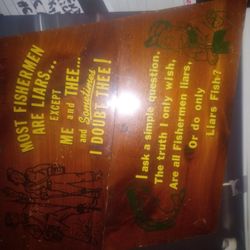 MOST FISHERMEN
ARE LIARS...
EXCEPT
ME and THEE...
and Sometimes
I DOUBT THEE!
I ask a simple question.
The truth I only wish.
Are all Fishermen liars,
Or do only
Liars Fish?